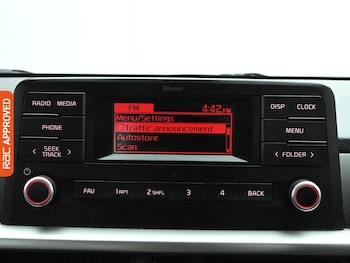 Bluetooth
RAC APPROVED
RADIO MEDIA
PHONE
SEEK
TRACK
FM 4:42 PM
Menu/Settings
Traffic announcement
Autostore
Scan
DISP CLOCK
MENU
FOLDER
FAV 1 RPT 2 SHFL 3 4 BACK